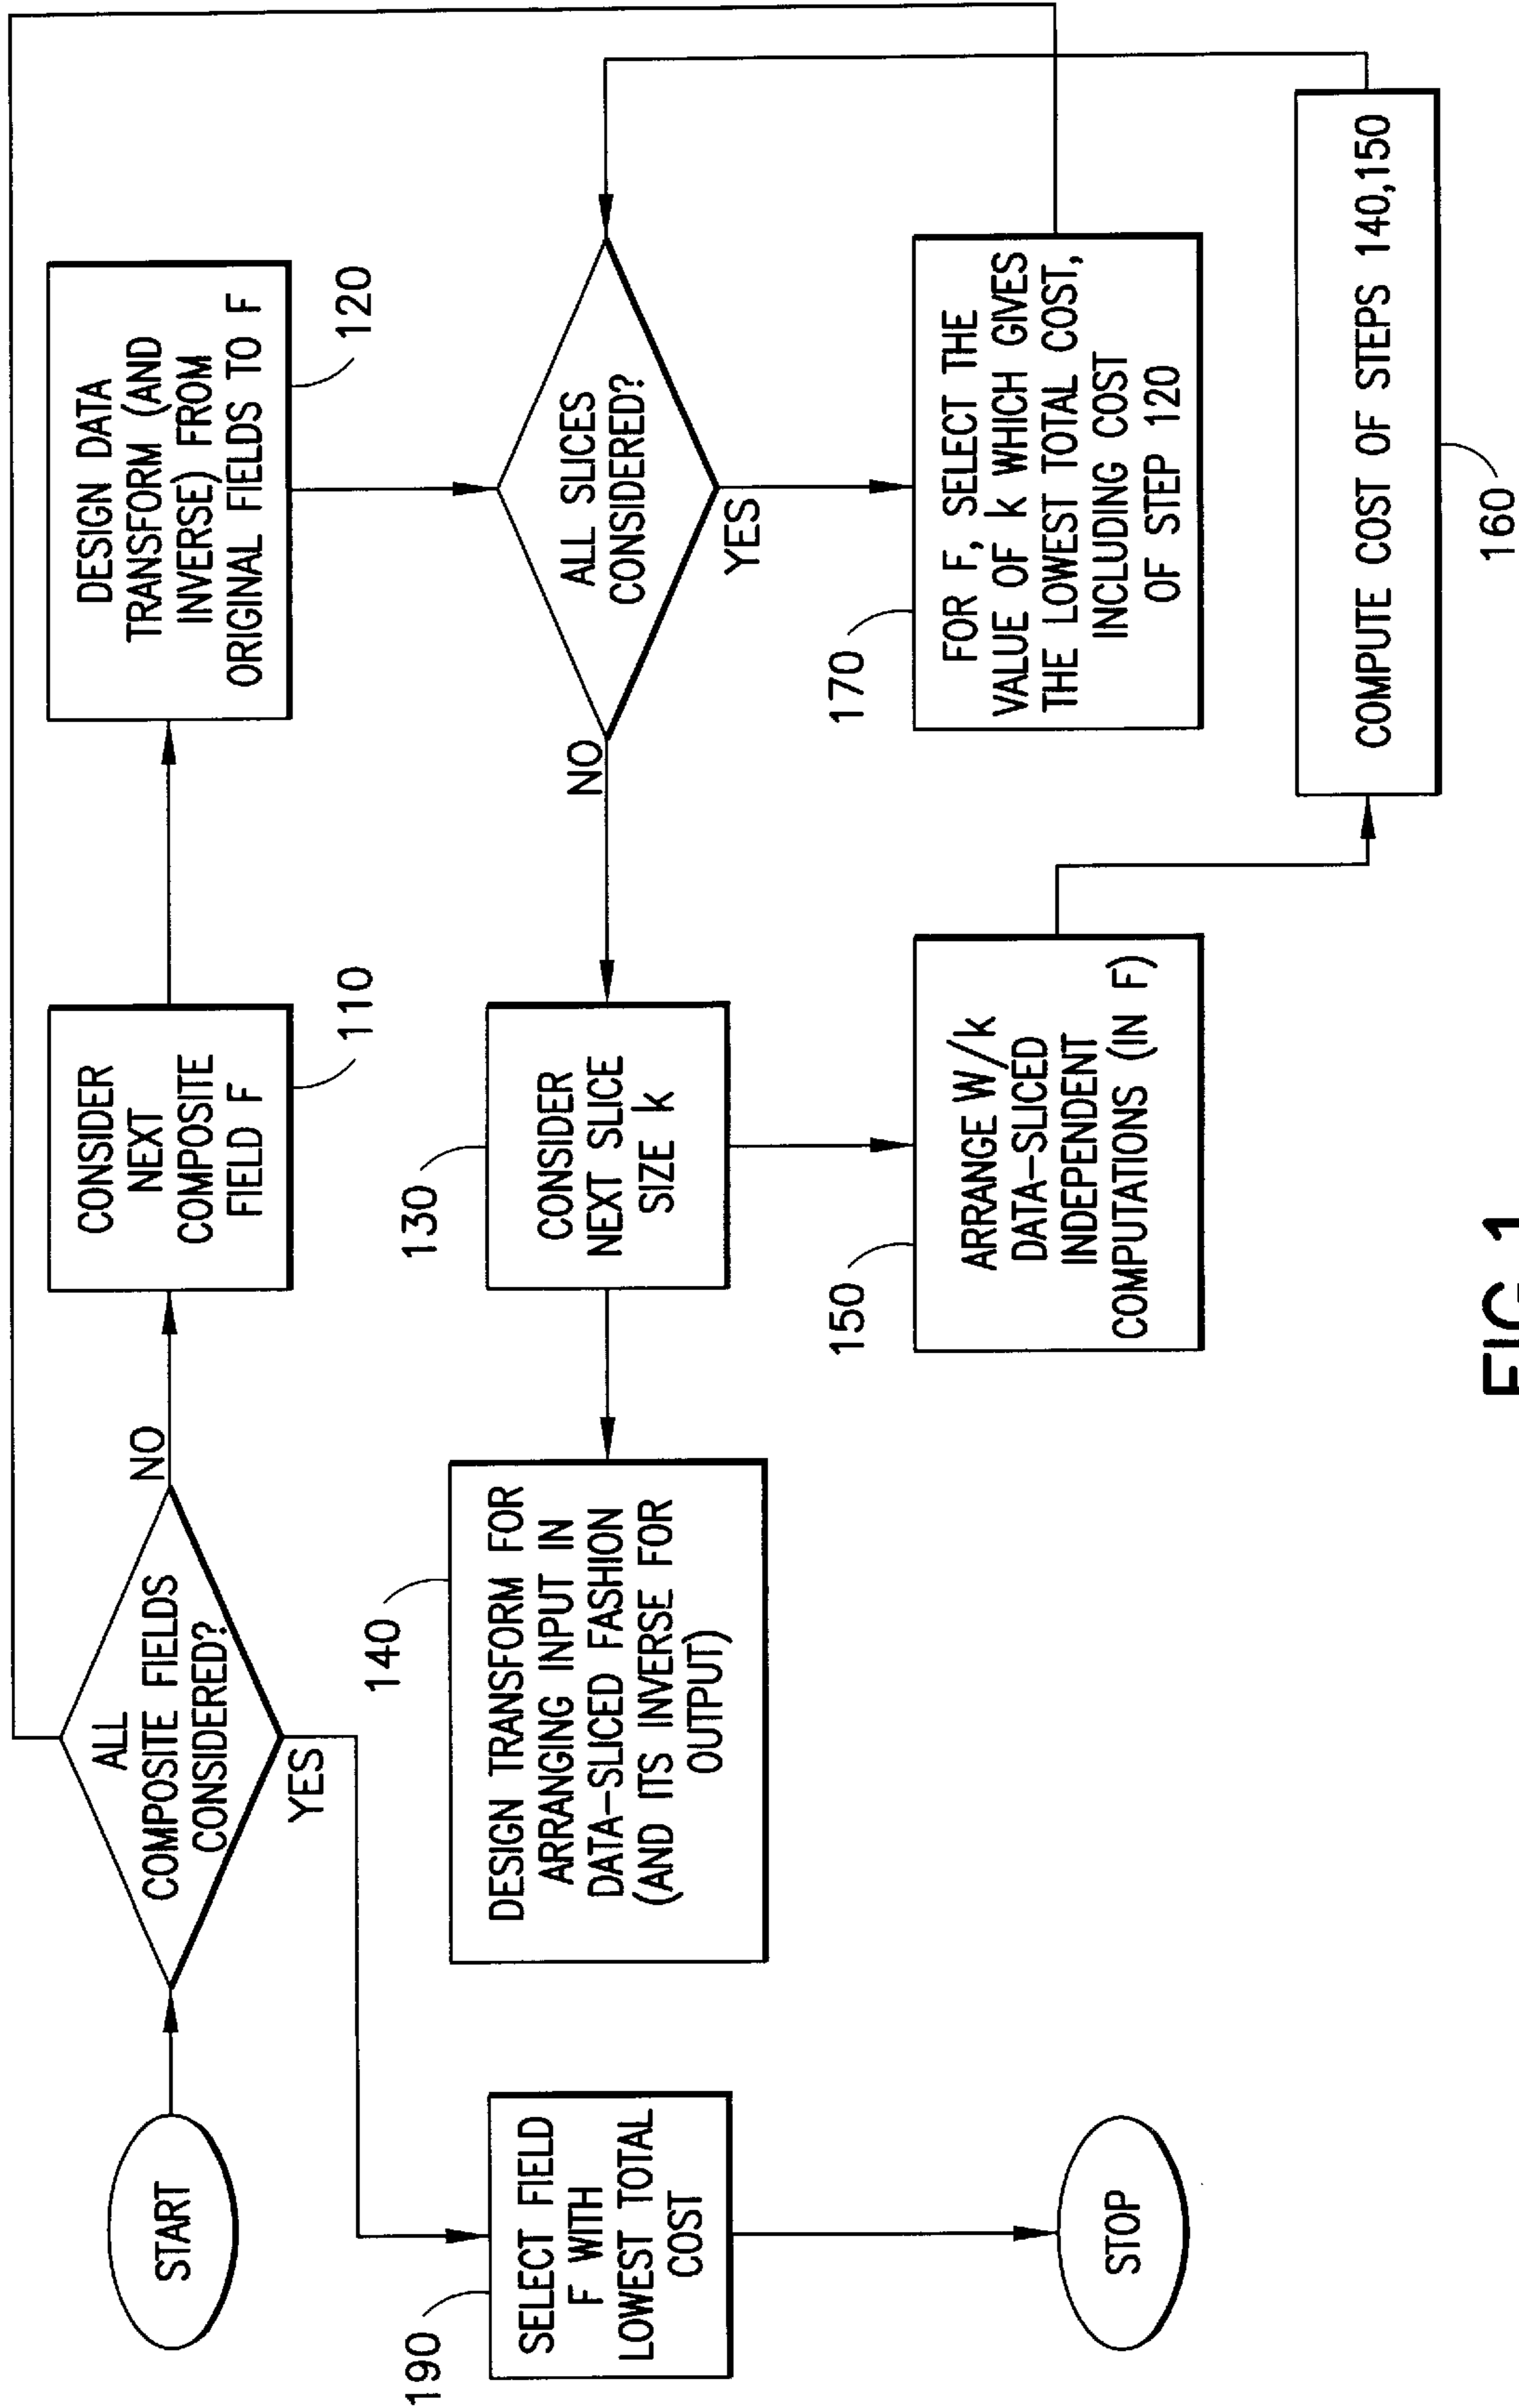 START
ALL
COMPOSITE FIELDS
CONSIDERED?
NO
YES
CONSIDER
NEXT
COMPOSITE
FIELD F
110
DESIGN DATA
TRANSFORM (AND
INVERSE) FROM
ORIGINAL FIELDS TO F
120
190
SELECT FIELD
F WITH
LOWEST TOTAL
COST
140
DESIGN TRANSFORM FOR
ARRANGING INPUT IN
DATA-SLICED FASHION
(AND ITS INVERSE FOR
OUTPUT)
130
CONSIDER
NEXT SLICE
SIZE k
NO
ALL SLICES
CONSIDERED?
YES
STOP
150
ARRANGE W/k
DATA-SLICED
INDEPENDENT
COMPUTATIONS (IN F)
170
FOR F, SELECT THE
VALUE OF k WHICH GIVES
THE LOWEST TOTAL COST,
INCLUDING COST
OF STEP 120
COMPUTE COST OF STEPS 140,150
160
FIG.1